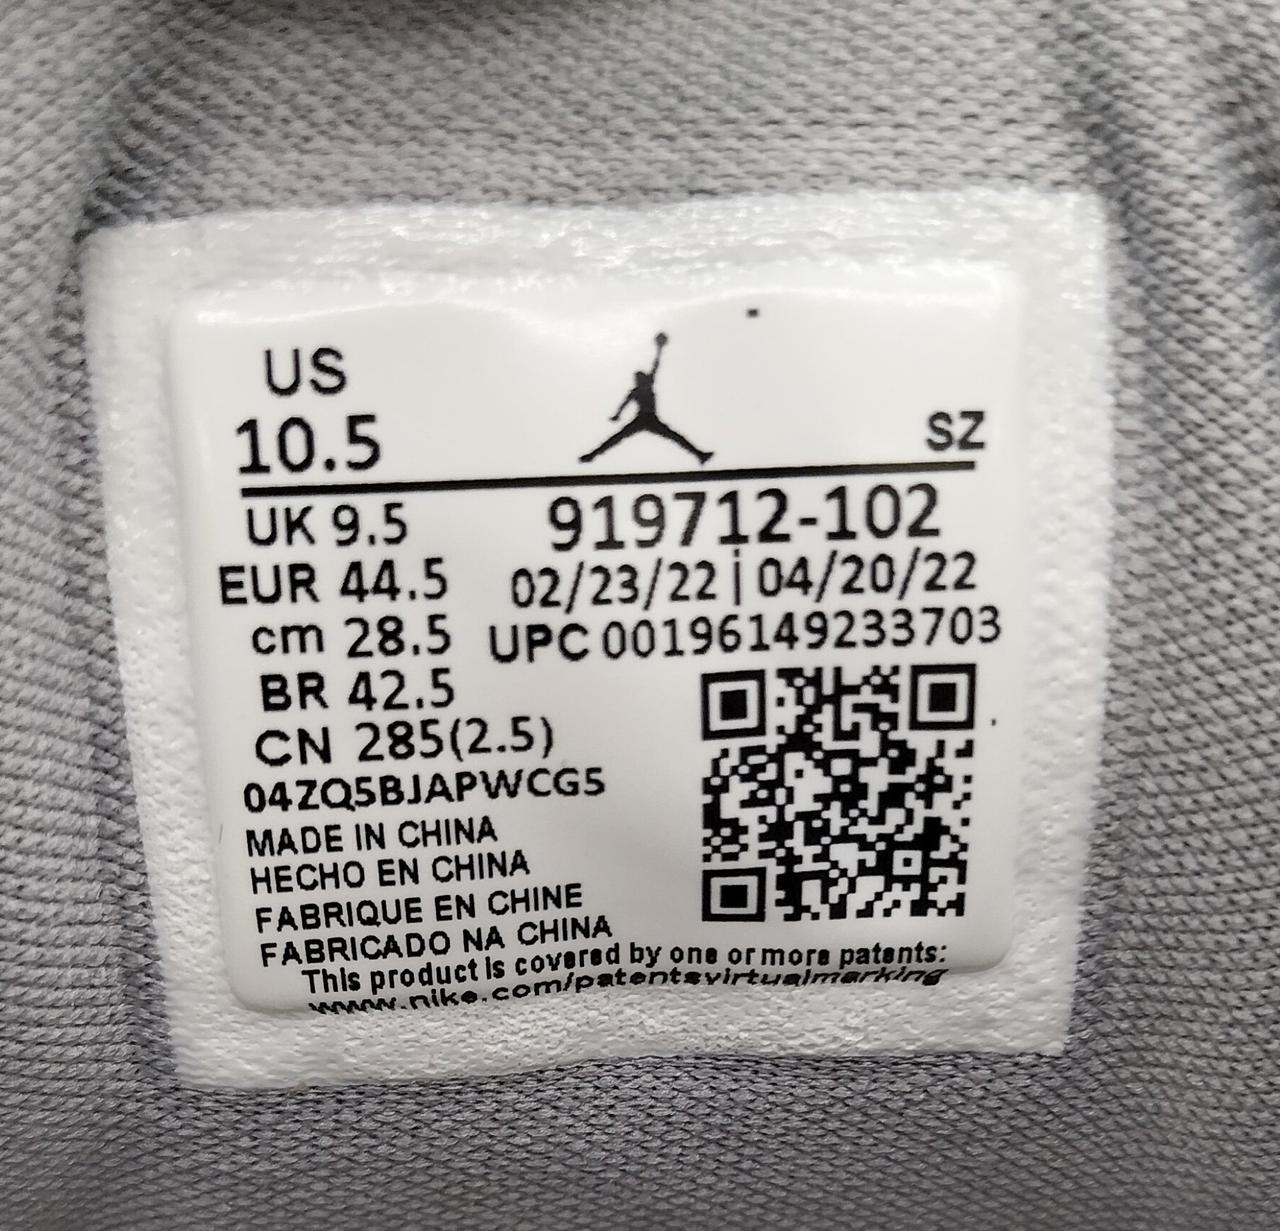 US
10.5
SZ
UK 9.5
919712-102
EUR 44.5
02/23/22 | 04/20/22
cm 28.5
UPC 00196149233703
BR 42.5
CN 285(2.5)
04ZQ5BJAPWCG5
MADE IN CHINA
HECHO EN CHINA
FABRIQUE EN CHINE
FABRICADO NA CHINA
This product is covered by one or more patents:
www.nike.com/patentsvirtualmarking